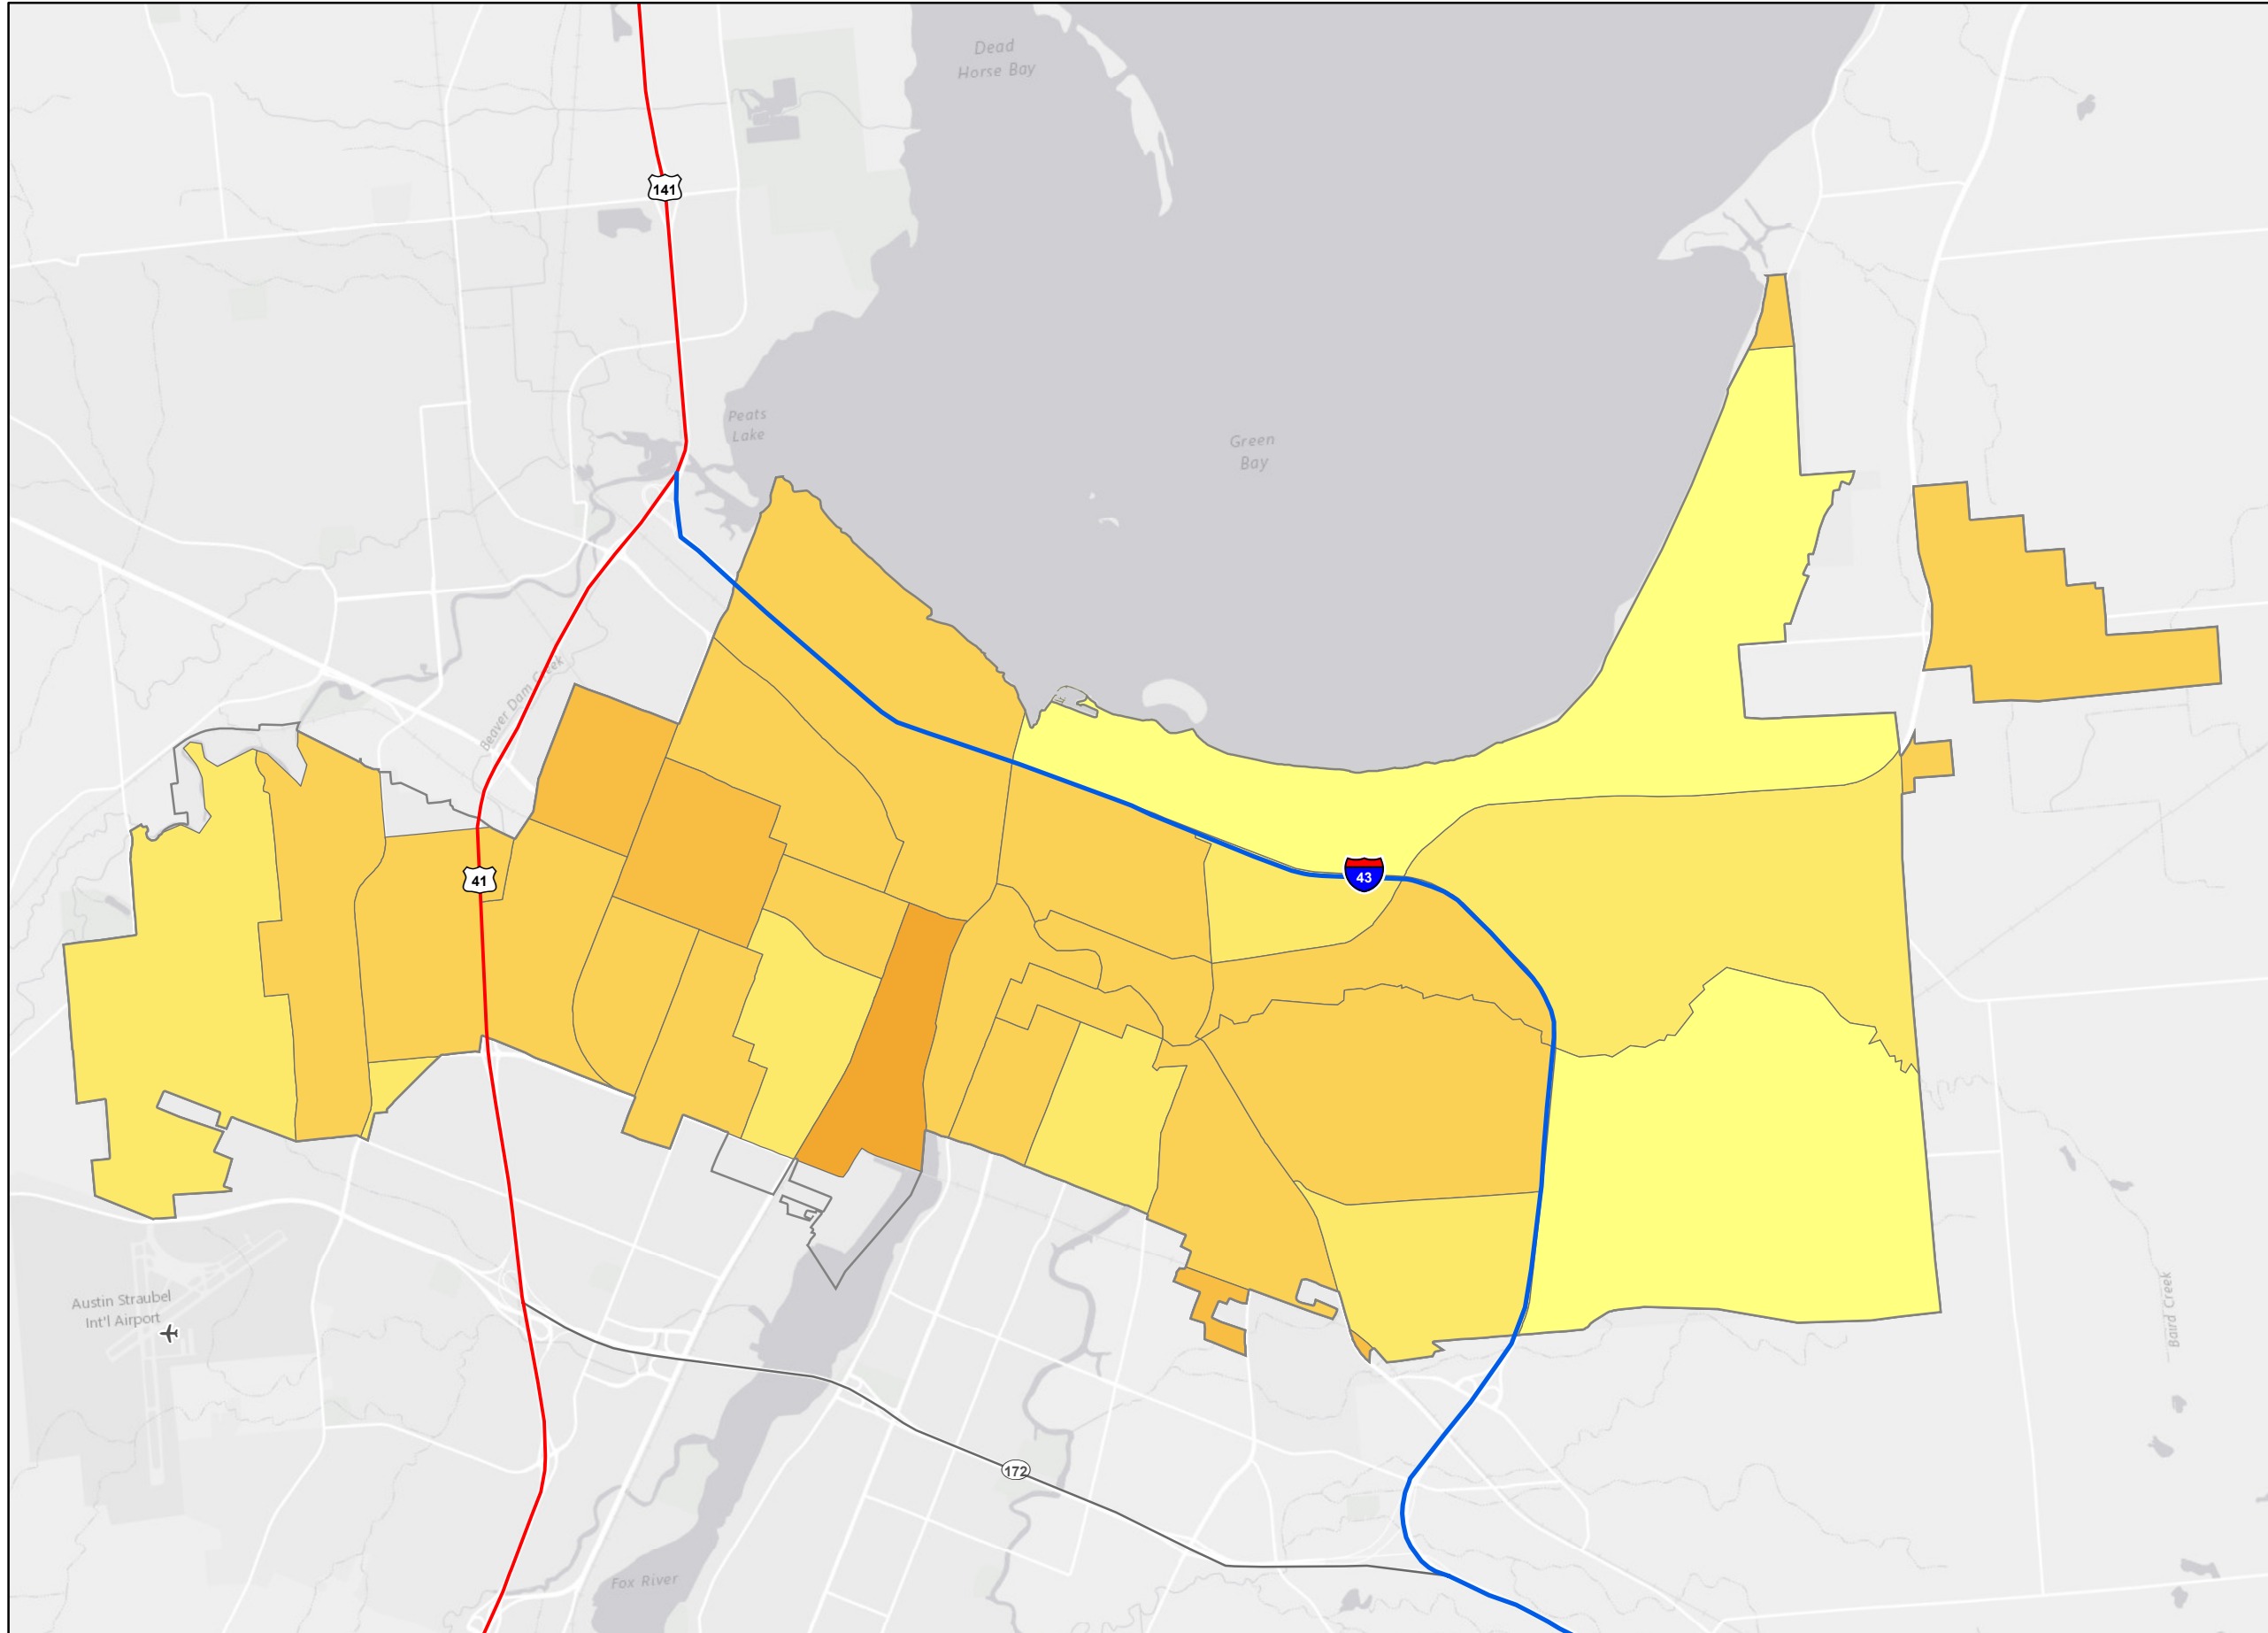 Dead
Horse Bay
141
Peats
Lake
Green
Bay
Beaver Dam Creek
43
41
Austin Straubel
Int'l Airport
Baird Creek
172
Fox River